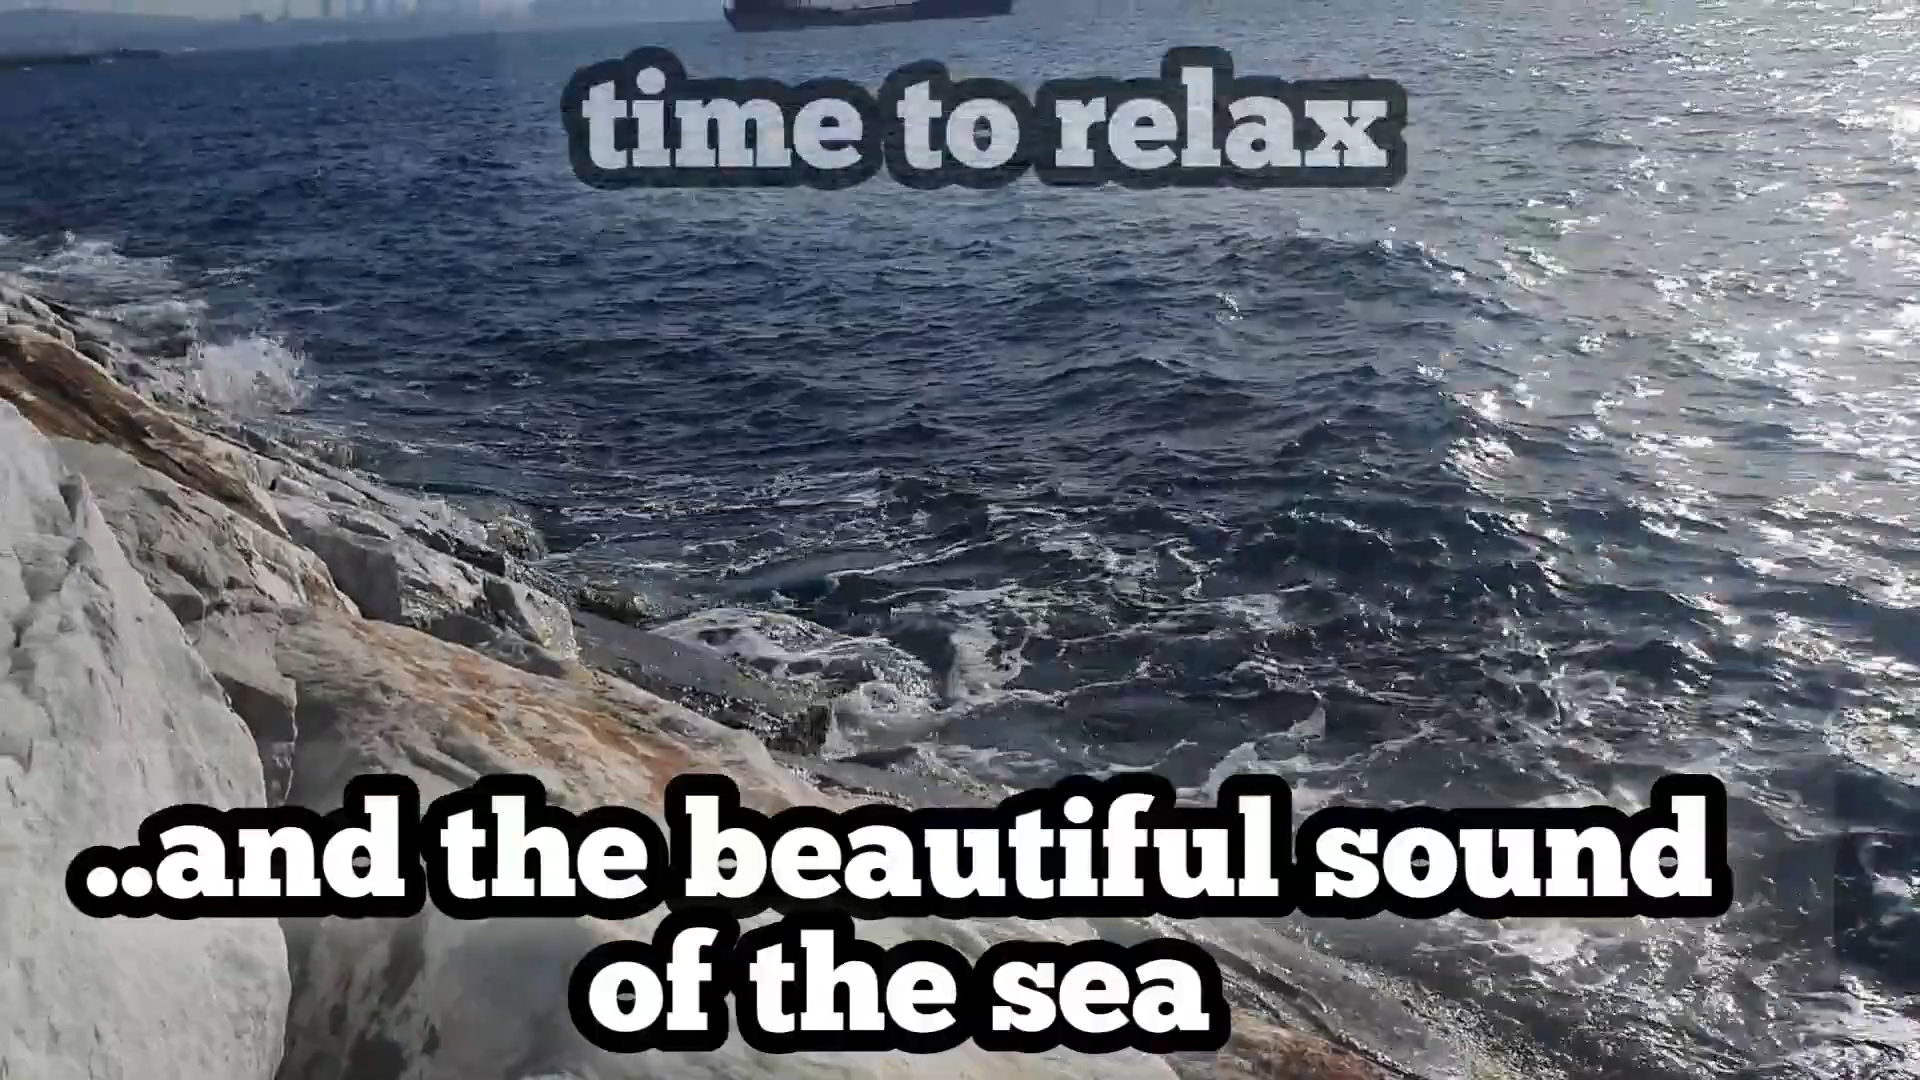 time to relax
..and the beautiful sound
of the sea